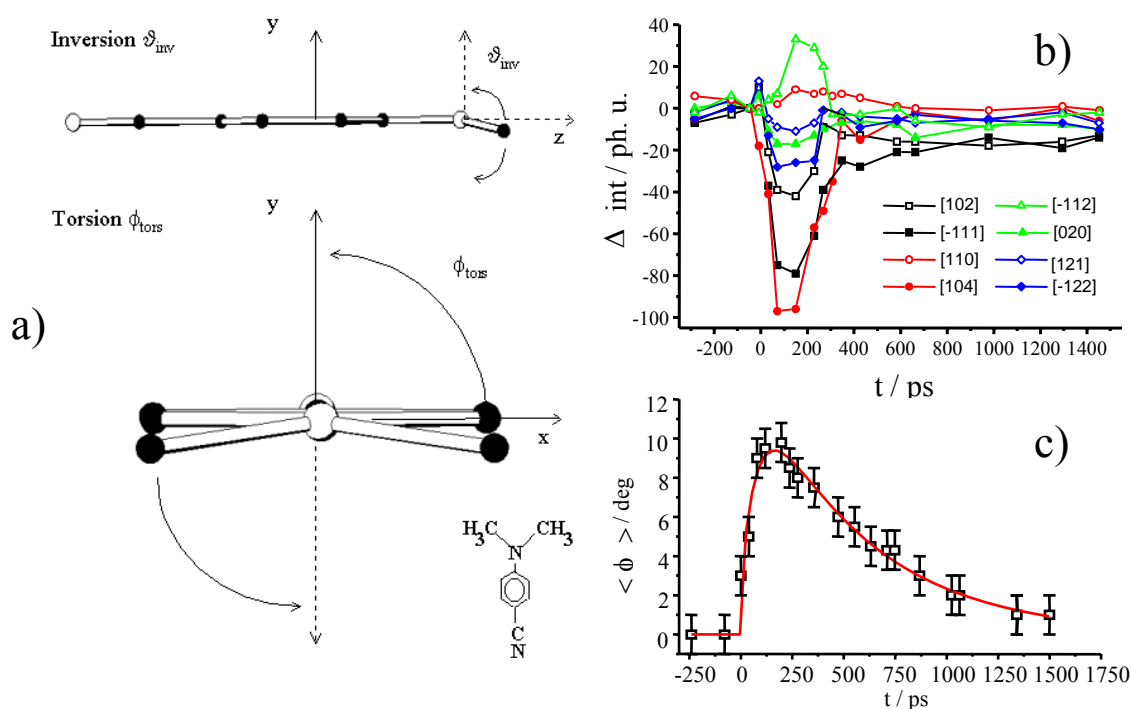 Inversion ϑinv
y
ϑinv
z
Torsion ϕtors
y
ϕtors
x
a)
H3C CH3
N
C
N
b)
Δ int / ph. u.
40
20
0
-20
-40
-60
-80
-100
[102]
[-111]
[110]
[104]
[-112]
[020]
[121]
[-122]
-200 0 200 400 600 800 1000 1200 1400
t / ps
c)
< ϕ > / deg
12
10
8
6
4
2
0
-250 0 250 500 750 1000 1250 1500 1750
t / ps